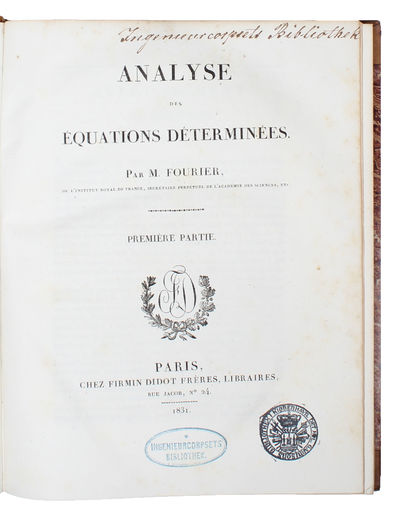 Ingenieurcorpsets Bibliothek
ANALYSE
DES
ÉQUATIONS DÉTERMINÉES.
PAR M. FOURIER,
DE L'INSTITUT ROYAL DE FRANCE, SECRÉTAIRE PERPÉTUEL DE L'ACADÉMIE DES SCIENCES, ETC.
PREMIÈRE PARTIE.
PARIS,
CHEZ FIRMIN DIDOT FRÈRES, LIBRAIRES,
RUE JACOB, Nº 24.
1831.
INGENIEURCORPSETS
BIBLIOTHEK.